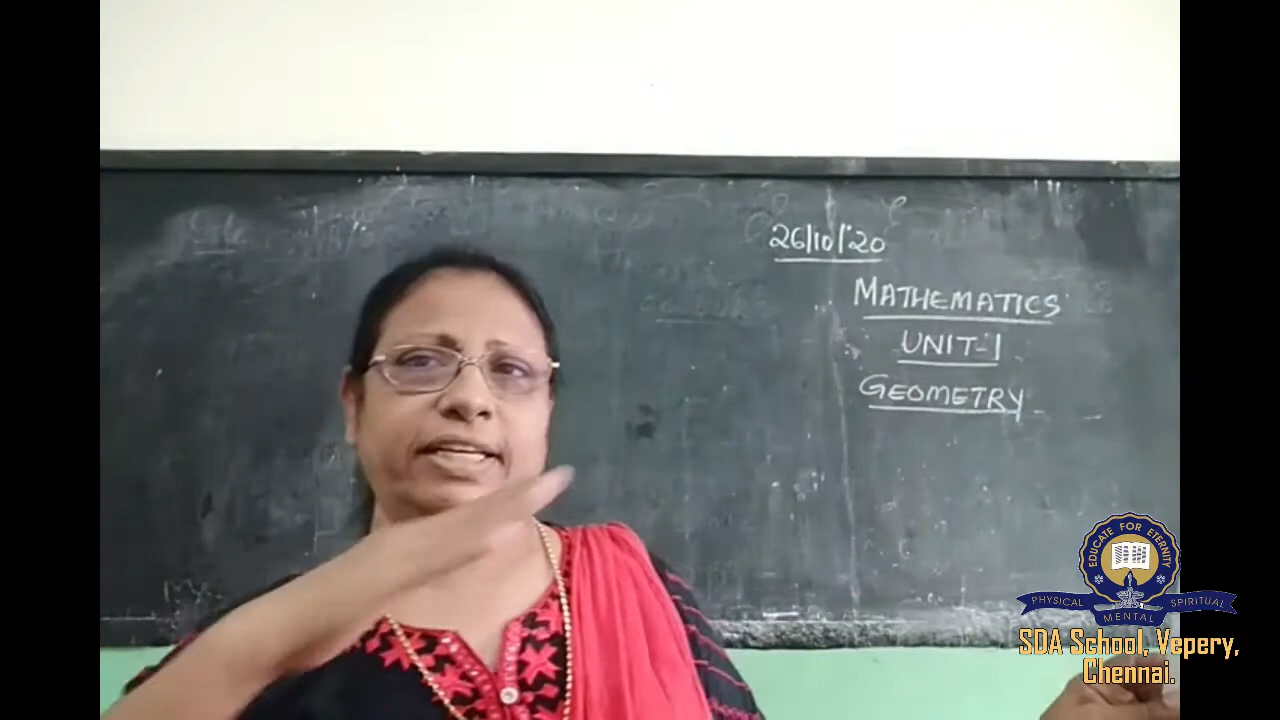 26/10/'20
MATHEMATICS
UNIT-1
GEOMETRY
EDUCATE FOR ETERNITY
PHYSICAL
MENTAL
SPIRITUAL
SDA School, Vepery,
Chennai.